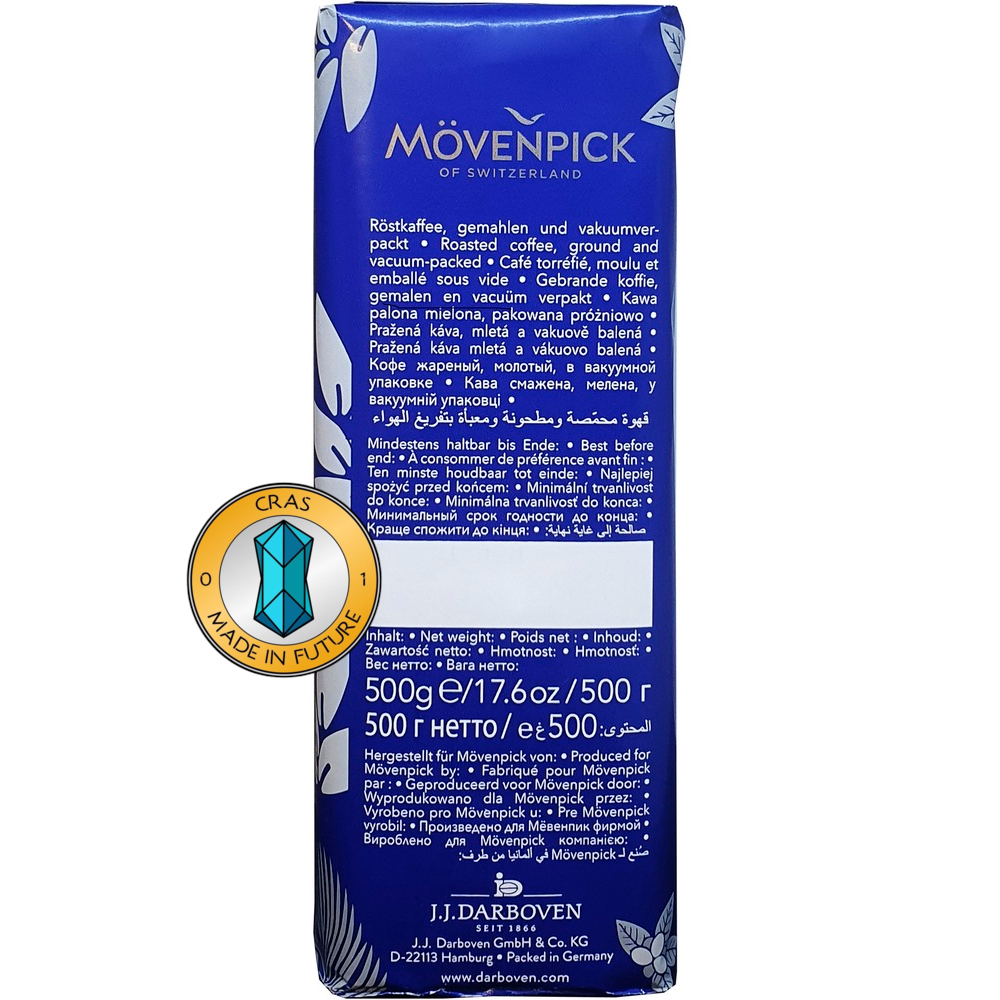 MÖVENPICK
OF SWITZERLAND
Röstkaffee, gemahlen und vakuumver-
packt • Roasted coffee, ground and
vacuum-packed • Café torréfié, moulu et
emballé sous vide • Gebrande koffie,
gemalen en vacuüm verpakt • Kawa
palona mielona, pakowana próżniowo •
Pražená káva, mletá a vakuově balená •
Pražená káva mletá a vákuovo balená •
Кофе жареный, молотый, в вакуумной
упаковке • Кава смажена, мелена, у
вакуумній упаковці •
قهوة محمّصة ومطحونة ومعبأة بتفريغ الهواء
Mindestens haltbar bis Ende: • Best before
end: • À consommer de préférence avant fin : •
Ten minste houdbaar tot einde: • Najlepiej
spożyć przed końcem: • Minimální trvanlivost
do konce: • Minimálna trvanlivosť do konca: •
Минимальный срок годности до конца: •
Краще спожити до кінця: • صالحة إلى غاية نهاية:
CRAS
0 1
MADE IN FUTURE
Inhalt: • Net weight: • Poids net : • Inhoud: •
Zawartość netto: • Hmotnost: • Hmotnosť: •
Вес нетто: • Вага нетто:
500g e/17.6 oz / 500 г
500 г нетто / المحتوى: 500 غ e
Hergestellt für Mövenpick von: • Produced for
Mövenpick by: • Fabriqué pour Mövenpick
par : • Geproduceerd voor Mövenpick door: •
Wyprodukowano dla Mövenpick przez: •
Vyrobeno pro Mövenpick u: • Pre Mövenpick
vyrobil: • Произведено для Мёвенпик фирмой •
Вироблено для Mövenpick компанією: •
صُنع لـ Mövenpick في ألمانيا من طرف:
J.J.DARBOVEN
SEIT 1866
J.J. Darboven GmbH & Co. KG
D-22113 Hamburg • Packed in Germany
www.darboven.com